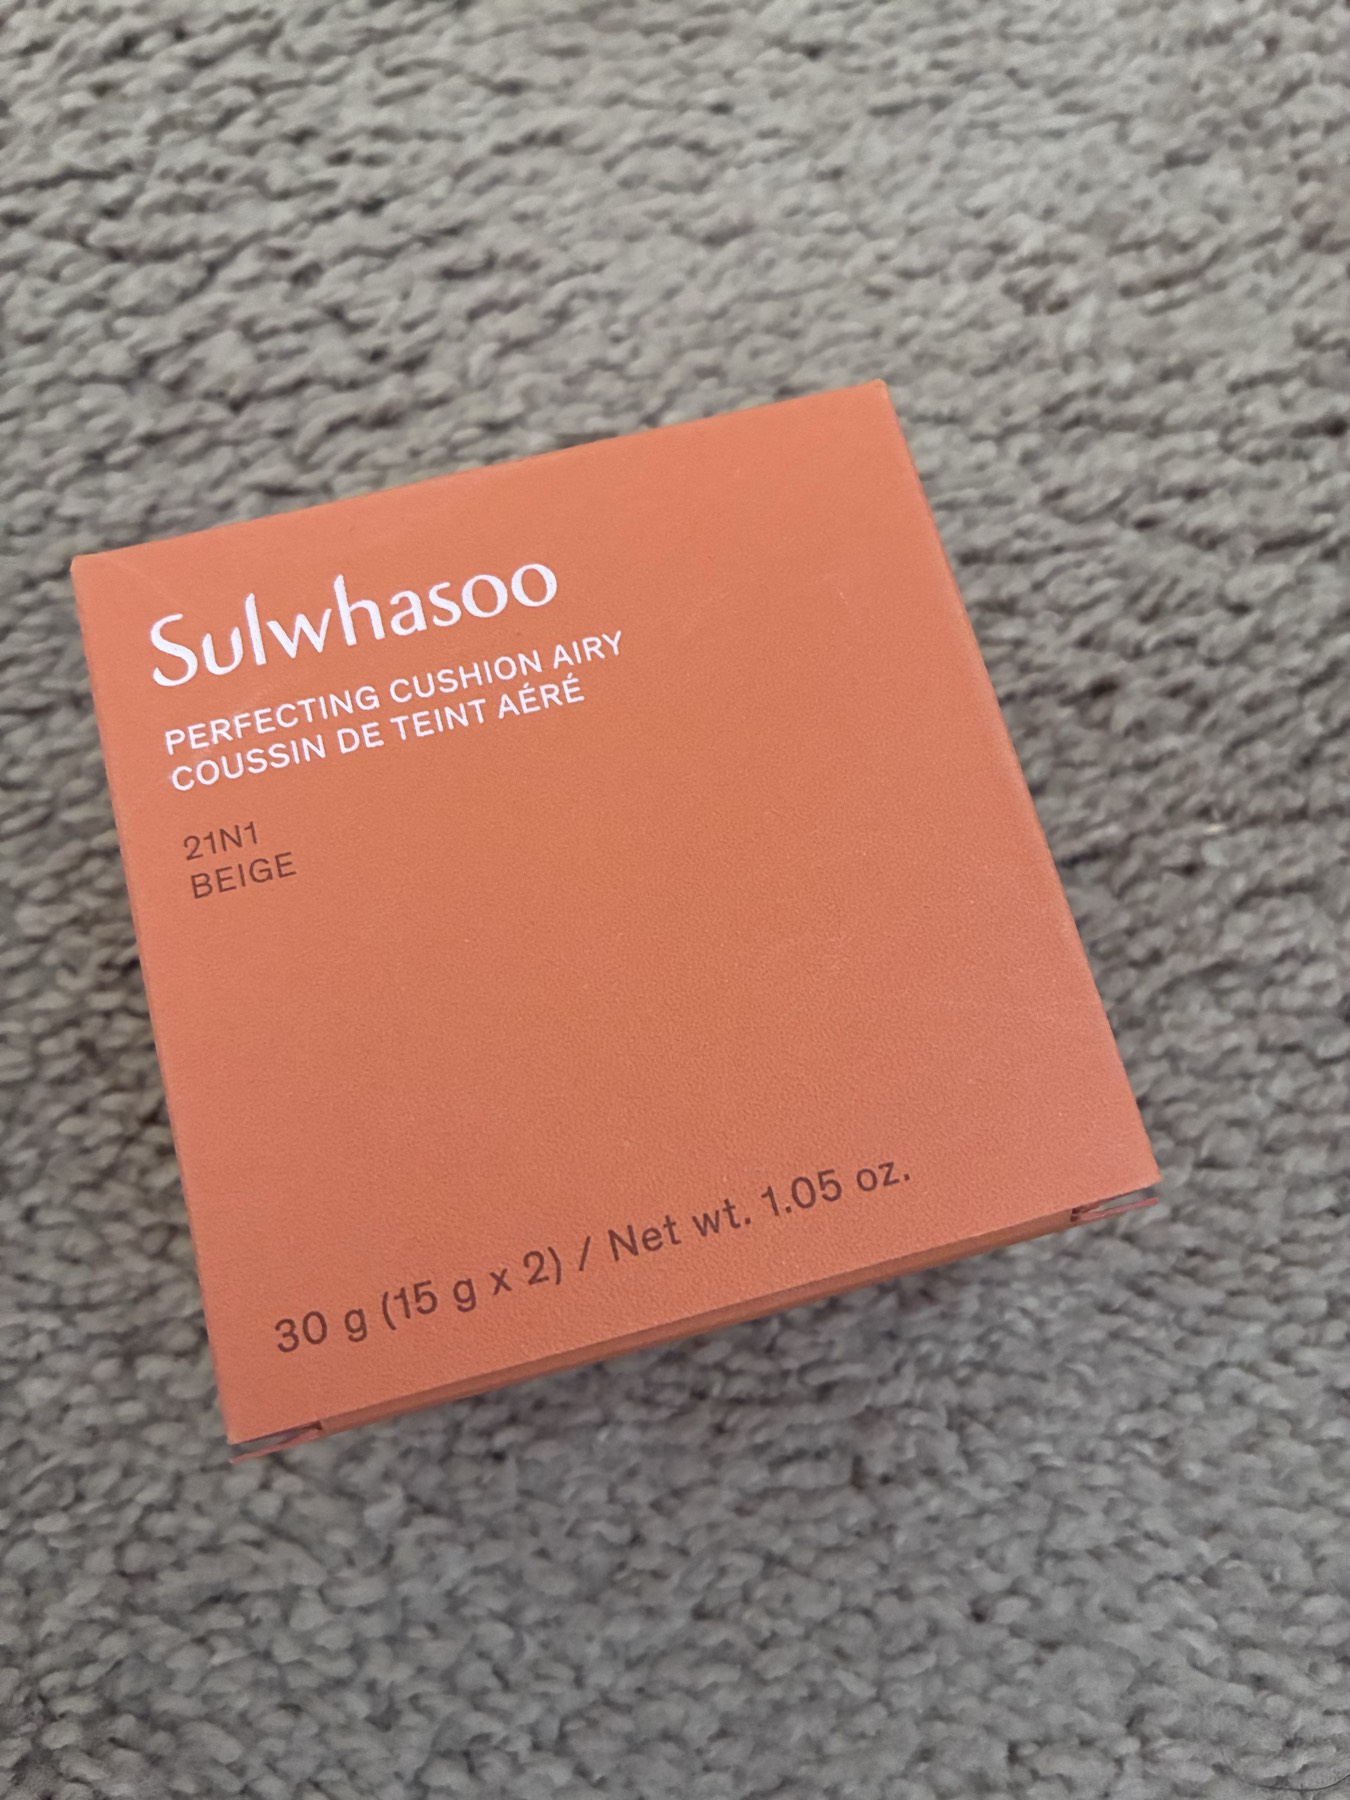 Sulwhasoo
PERFECTING CUSHION AIRY
COUSSIN DE TEINT AÉRÉ
21N1
BEIGE
30 g (15 g x 2) / Net wt. 1.05 oz.